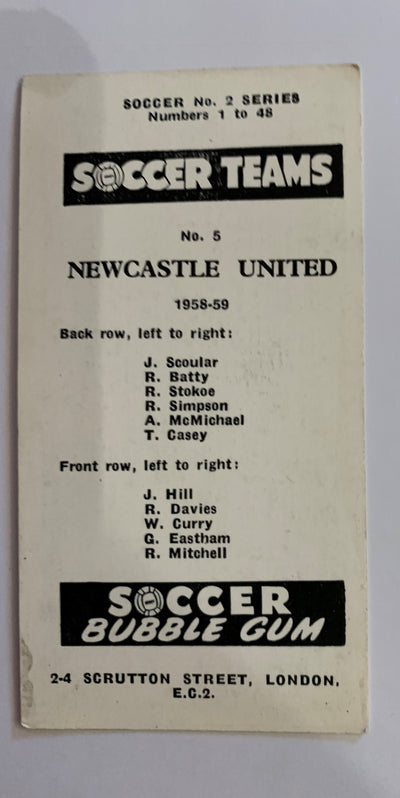 SOCCER No. 2 SERIES
Numbers 1 to 48
SOCCER TEAMS
No. 5
NEWCASTLE UNITED
1958-59
Back row, left to right:
J. Scoular
R. Batty
R. Stokoe
R. Simpson
A. McMichael
T. Casey
Front row, left to right:
J. Hill
R. Davies
W. Curry
G. Eastham
R. Mitchell
SOCCER
BUBBLE GUM
2-4 SCRUTTON STREET, LONDON,
E.C.2.